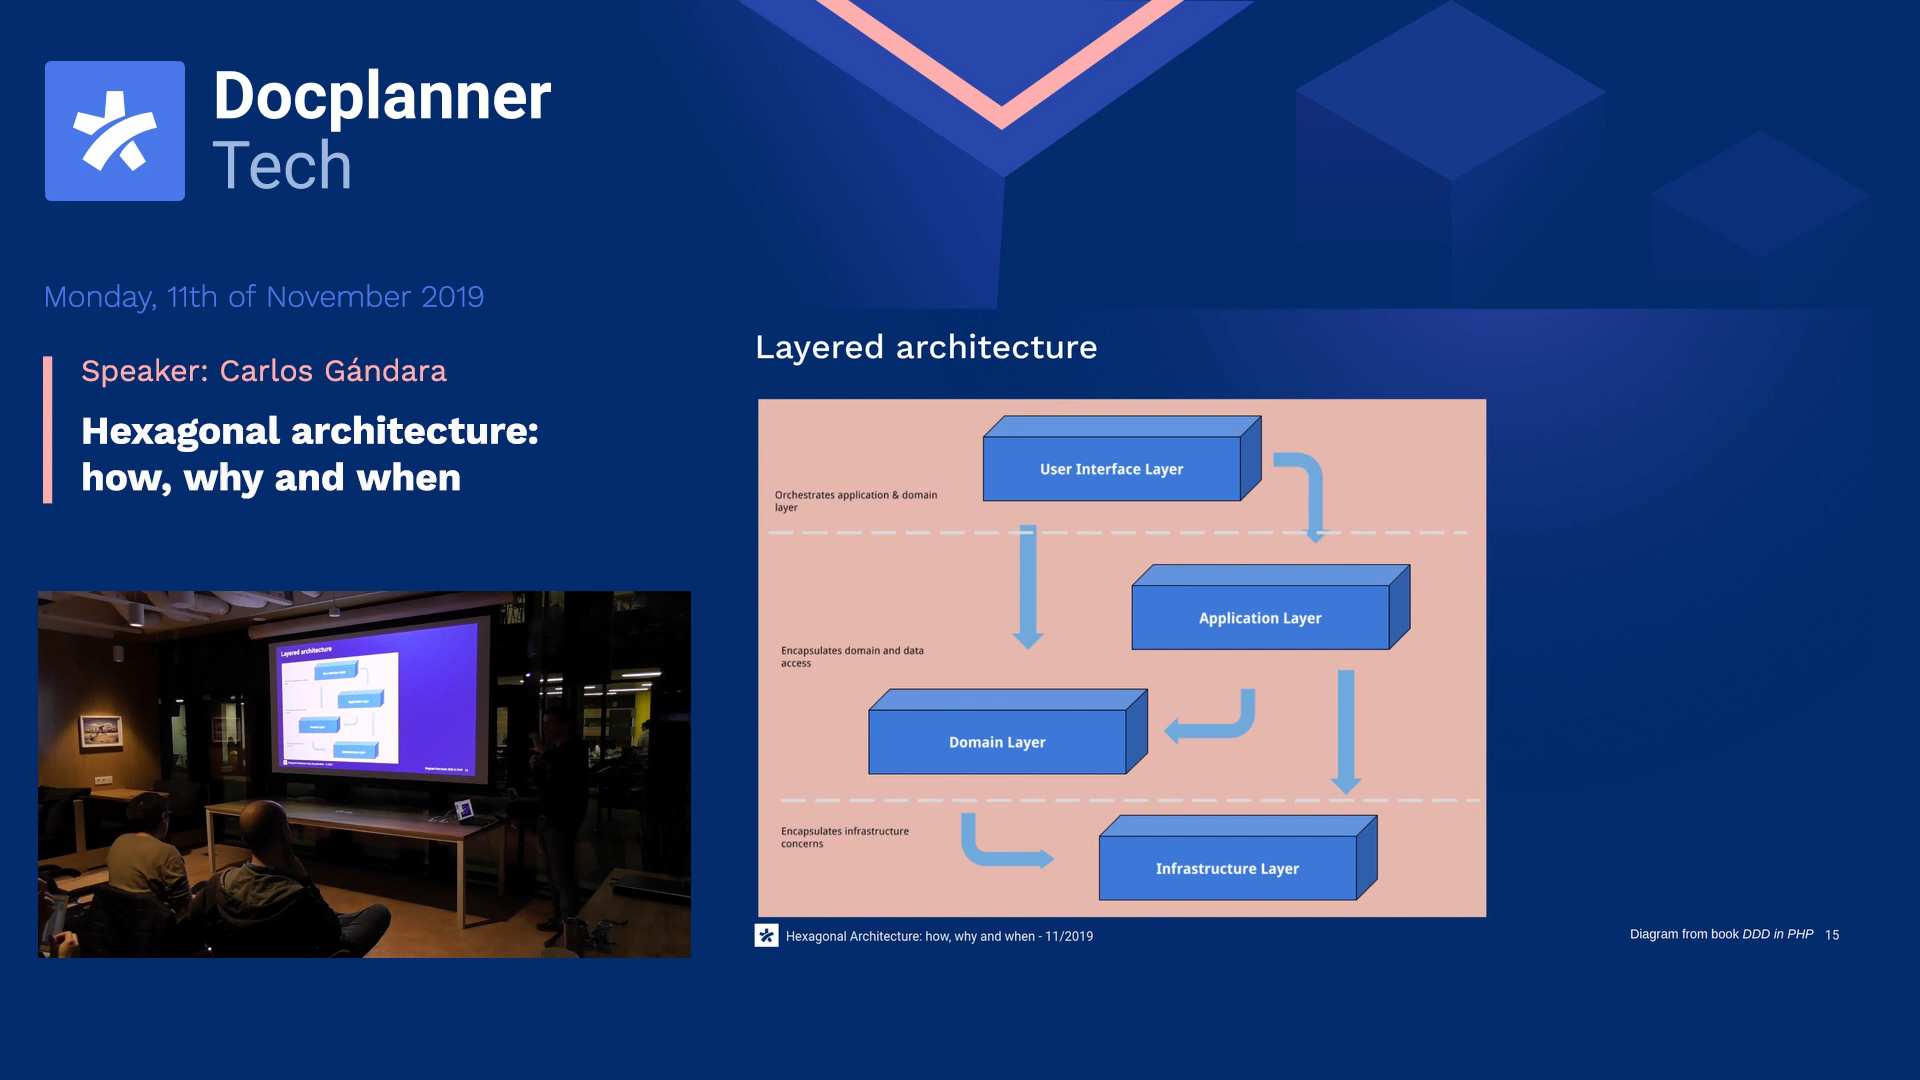 Docplanner
Tech
Monday, 11th of November 2019
Speaker: Carlos Gándara
Hexagonal architecture:
how, why and when
Layered architecture
User Interface Layer
Orchestrates application & domain
layer
Application Layer
Encapsulates domain and data
access
Domain Layer
Encapsulates infrastructure
concerns
Infrastructure Layer
Hexagonal Architecture: how, why and when - 11/2019
Diagram from book DDD in PHP 15
Layered architecture